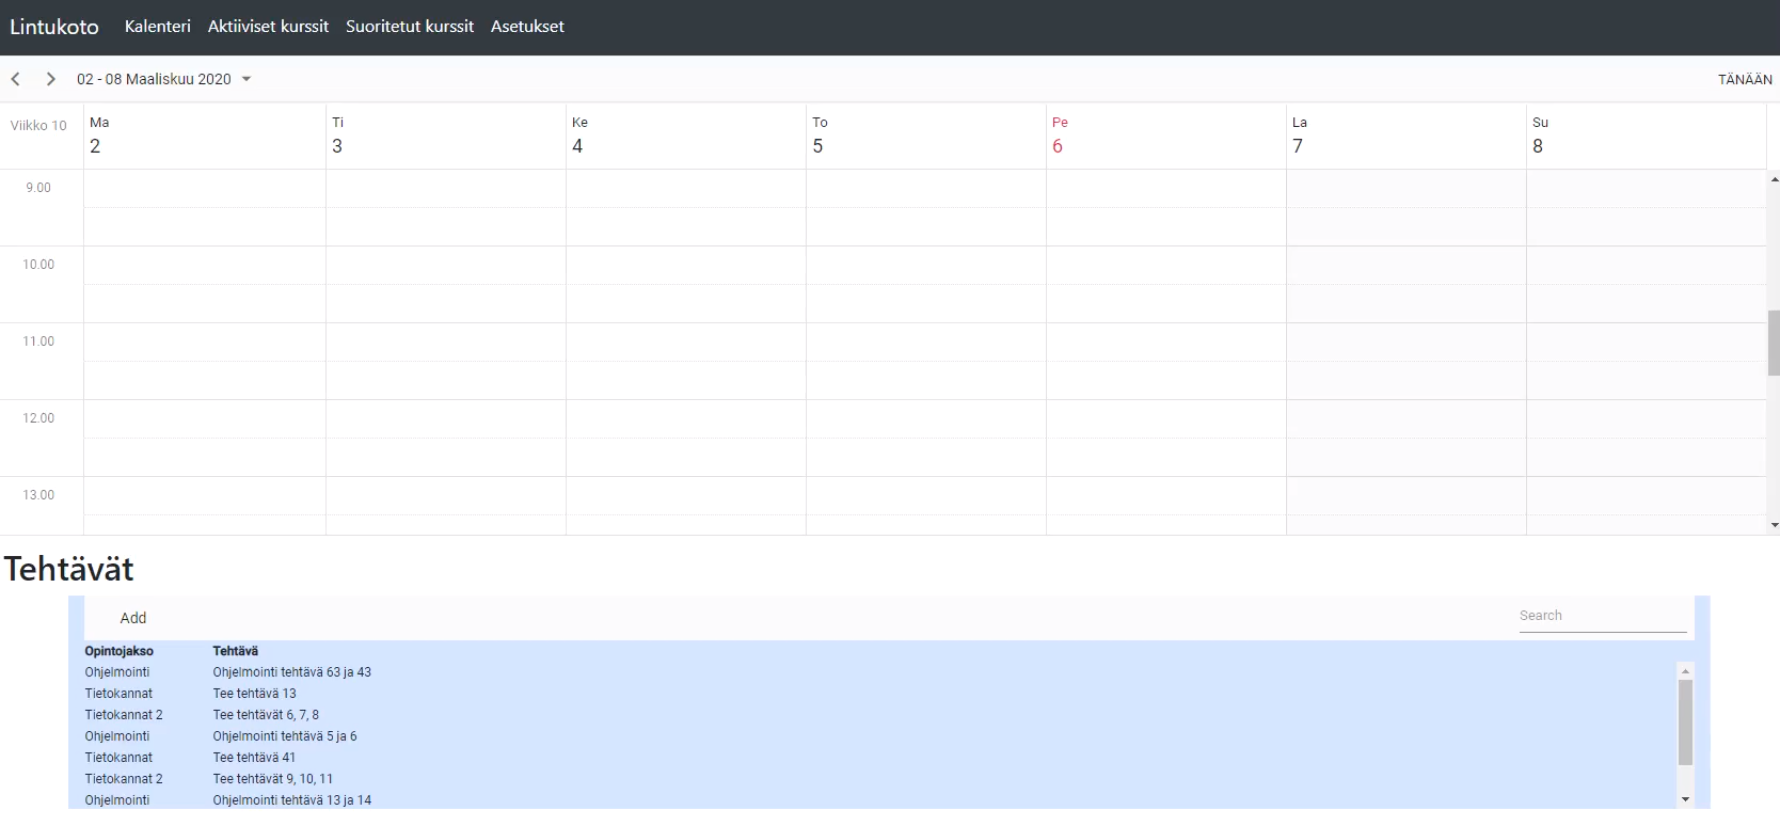 Lintukoto Kalenteri Aktiiviset kurssit Suoritetut kurssit Asetukset
02 - 08 Maaliskuu 2020 TÄNÄÄN
Viikko 10 Ma Ti Ke To Pe La Su
2 3 4 5 6 7 8
9.00
10.00
11.00
12.00
13.00
Tehtävät
Add Search
Opintojakso Tehtävä
Ohjelmointi Ohjelmointi tehtävä 63 ja 43
Tietokannat Tee tehtävä 13
Tietokannat 2 Tee tehtävät 6, 7, 8
Ohjelmointi Ohjelmointi tehtävä 5 ja 6
Tietokannat Tee tehtävä 41
Tietokannat 2 Tee tehtävät 9, 10, 11
Ohjelmointi Ohjelmointi tehtävä 13 ja 14